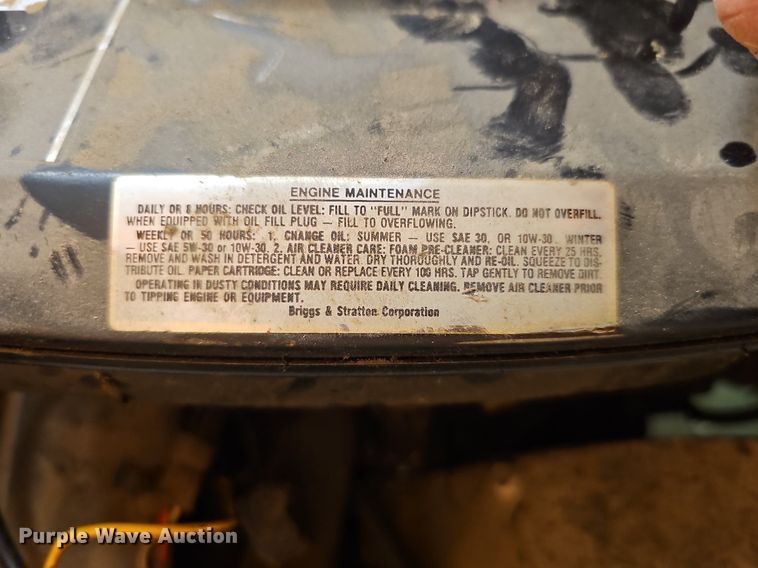 ENGINE MAINTENANCE
DAILY OR 8 HOURS: CHECK OIL LEVEL: FILL TO "FULL" MARK ON DIPSTICK. DO NOT OVERFILL.
WHEN EQUIPPED WITH OIL FILL PLUG — FILL TO OVERFLOWING.
WEEKLY OR 50 HOURS: 1. CHANGE OIL: SUMMER — USE SAE 30, OR 10W-30. WINTER
— USE SAE 5W-30 or 10W-30. 2. AIR CLEANER CARE: FOAM PRE-CLEANER: CLEAN EVERY 25 HRS.
REMOVE AND WASH IN DETERGENT AND WATER. DRY THOROUGHLY AND RE-OIL. SQUEEZE TO DIS-
TRIBUTE OIL. PAPER CARTRIDGE: CLEAN OR REPLACE EVERY 100 HRS. TAP GENTLY TO REMOVE DIRT.
OPERATING IN DUSTY CONDITIONS MAY REQUIRE DAILY CLEANING. REMOVE AIR CLEANER PRIOR
TO TIPPING ENGINE OR EQUIPMENT.
Briggs & Stratton Corporation
Purple Wave Auction